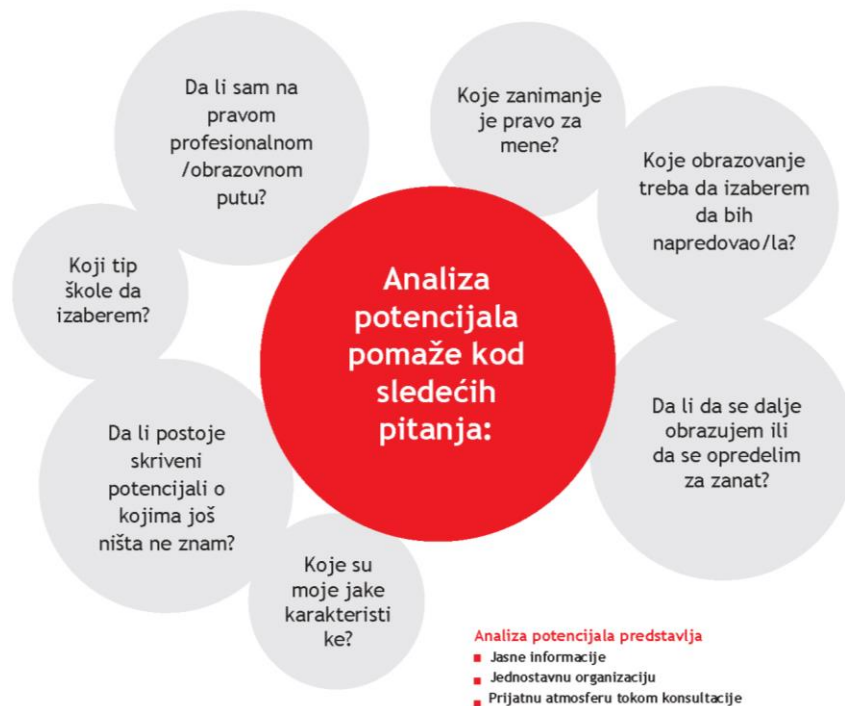 Da li sam na
pravom
profesionalnom
/obrazovnom
putu?
Koje zanimanje
je pravo za
mene?
Koje obrazovanje
treba da izaberem
da bih
napredovao/la?
Koji tip
škole da
izaberem?
Analiza
potencijala
pomaže kod
sledećih
pitanja:
Da li da se dalje
obrazujem ili
da se opredelim
za zanat?
Da li postoje
skriveni
potencijali o
kojima još
ništa ne znam?
Koje su
moje jake
karakteristi
ke?
Analiza potencijala predstavlja
Jasne informacije
Jednostavnu organizaciju
Prijatnu atmosferu tokom konsultacije